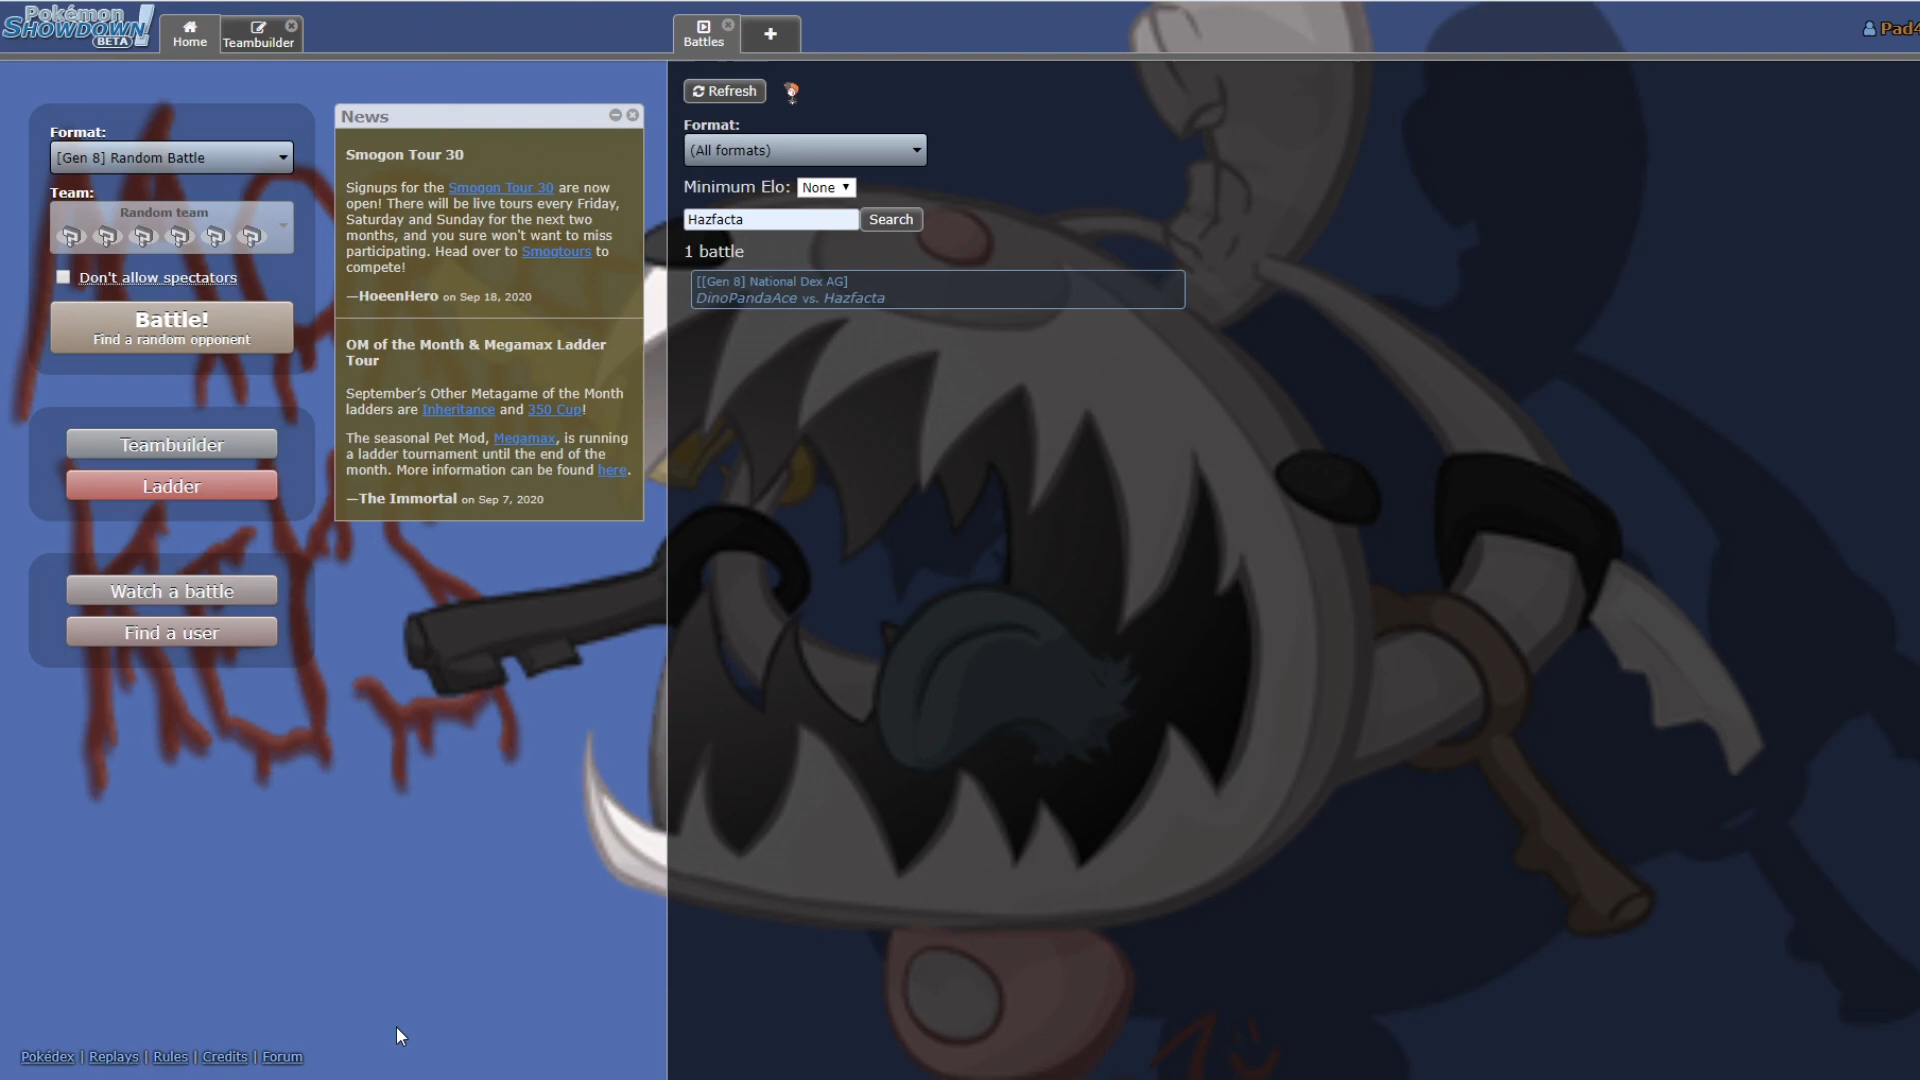 Pokémon
SHOWDOWN!
BETA
Home
Teambuilder
Battles
Format:
[Gen 8] Random Battle
Team:
Random team
Don't allow spectators
Battle!
Find a random opponent
Teambuilder
Ladder
Watch a battle
Find a user
News
Smogon Tour 30
Signups for the Smogon Tour 30 are now
open! There will be live tours every Friday,
Saturday and Sunday for the next two
months, and you sure won't want to miss
participating. Head over to Smogtours to
compete!
—HoeenHero on Sep 18, 2020
OM of the Month & Megamax Ladder
Tour
September's Other Metagame of the Month
ladders are Inheritance and 350 Cup!
The seasonal Pet Mod, Megamax, is running
a ladder tournament until the end of the
month. More information can be found here.
—The Immortal on Sep 7, 2020
Refresh
Format:
(All formats)
Minimum Elo: None
Hazfacta Search
1 battle
[[Gen 8] National Dex AG]
DinoPandaAce vs. Hazfacta
Pokédex | Replays | Rules | Credits | Forum